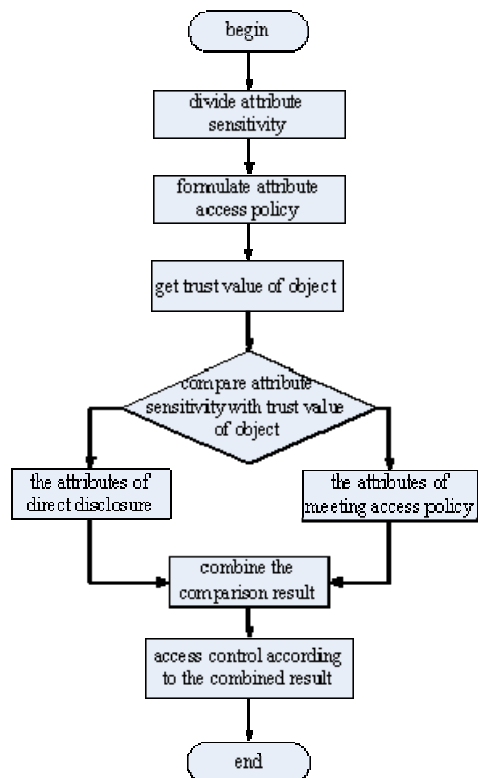 begin
divide attribute
sensitivity
formulate attribute
access policy
get trust value of object
compare attribute
sensitivity with trust value
of object
the attributes of
direct disclosure
the attributes of
meeting access policy
combine the
comparison result
access control according
to the combined result
end